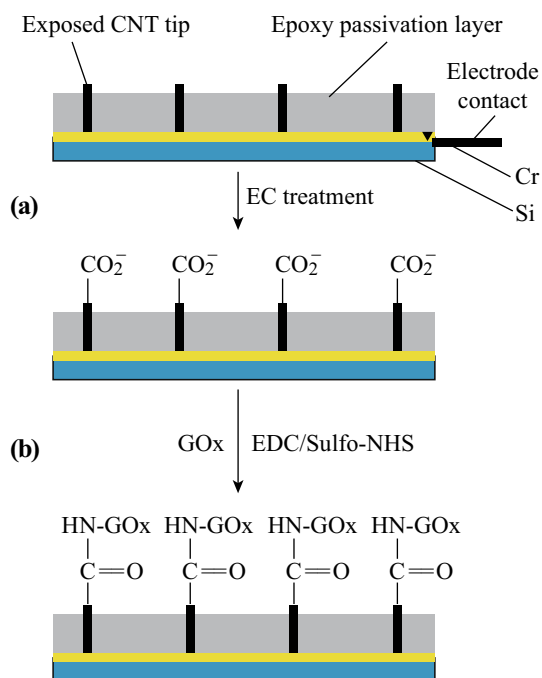 Exposed CNT tip
Epoxy passivation layer
Electrode
contact
Cr
Si
(a)
EC treatment
CO₂⁻ CO₂⁻ CO₂⁻ CO₂⁻
(b)
GOx EDC/Sulfo-NHS
HN-GOx HN-GOx HN-GOx HN-GOx
C=O C=O C=O C=O